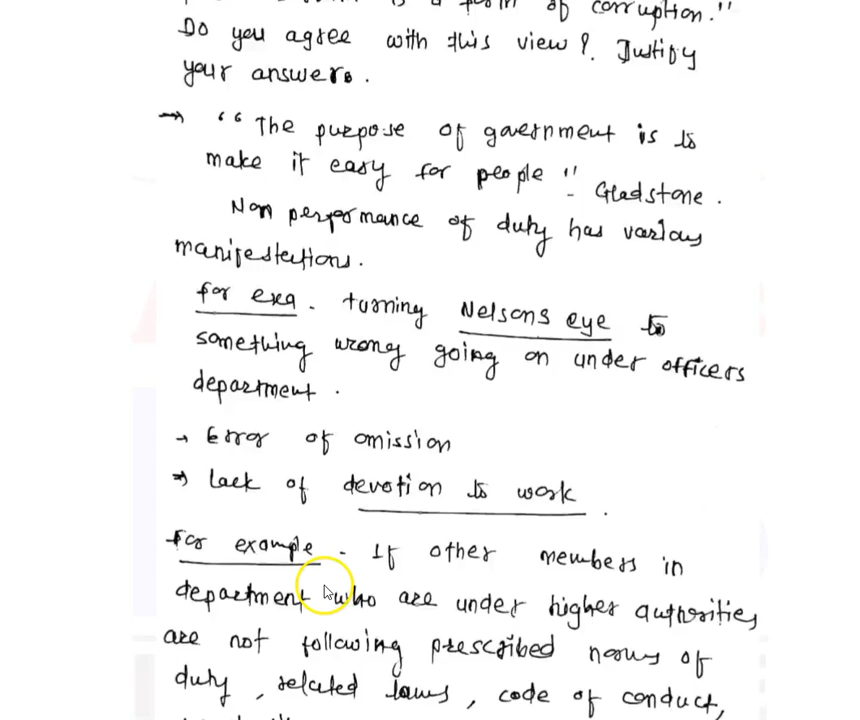 of corruption."
Do you agree with this view?. Justify
your answers.
→ "The purpose of government is to
make it easy for people" - Gladstone.
Non performance of duty has various
manifestations.
for exa. turning Nelsons eye to
something wrong going on under officers
department.
→ Error of omission
→ Lack of devotion to work.
For example - If other members in
department who are under higher authorities
are not following prescribed norms of
duty, related laws, code of conduct,